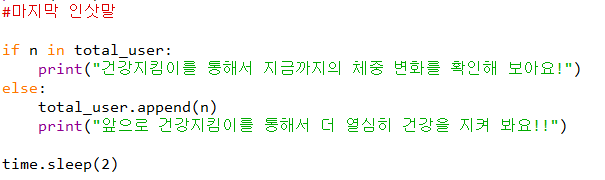 #마지막 인삿말
if n in total_user:
    print("건강지킴이를 통해서 지금까지의 체중 변화를 확인해 보아요!")
else:
    total_user.append(n)
    print("앞으로 건강지킴이를 통해서 더 열심히 건강을 지켜 봐요!!")
time.sleep(2)